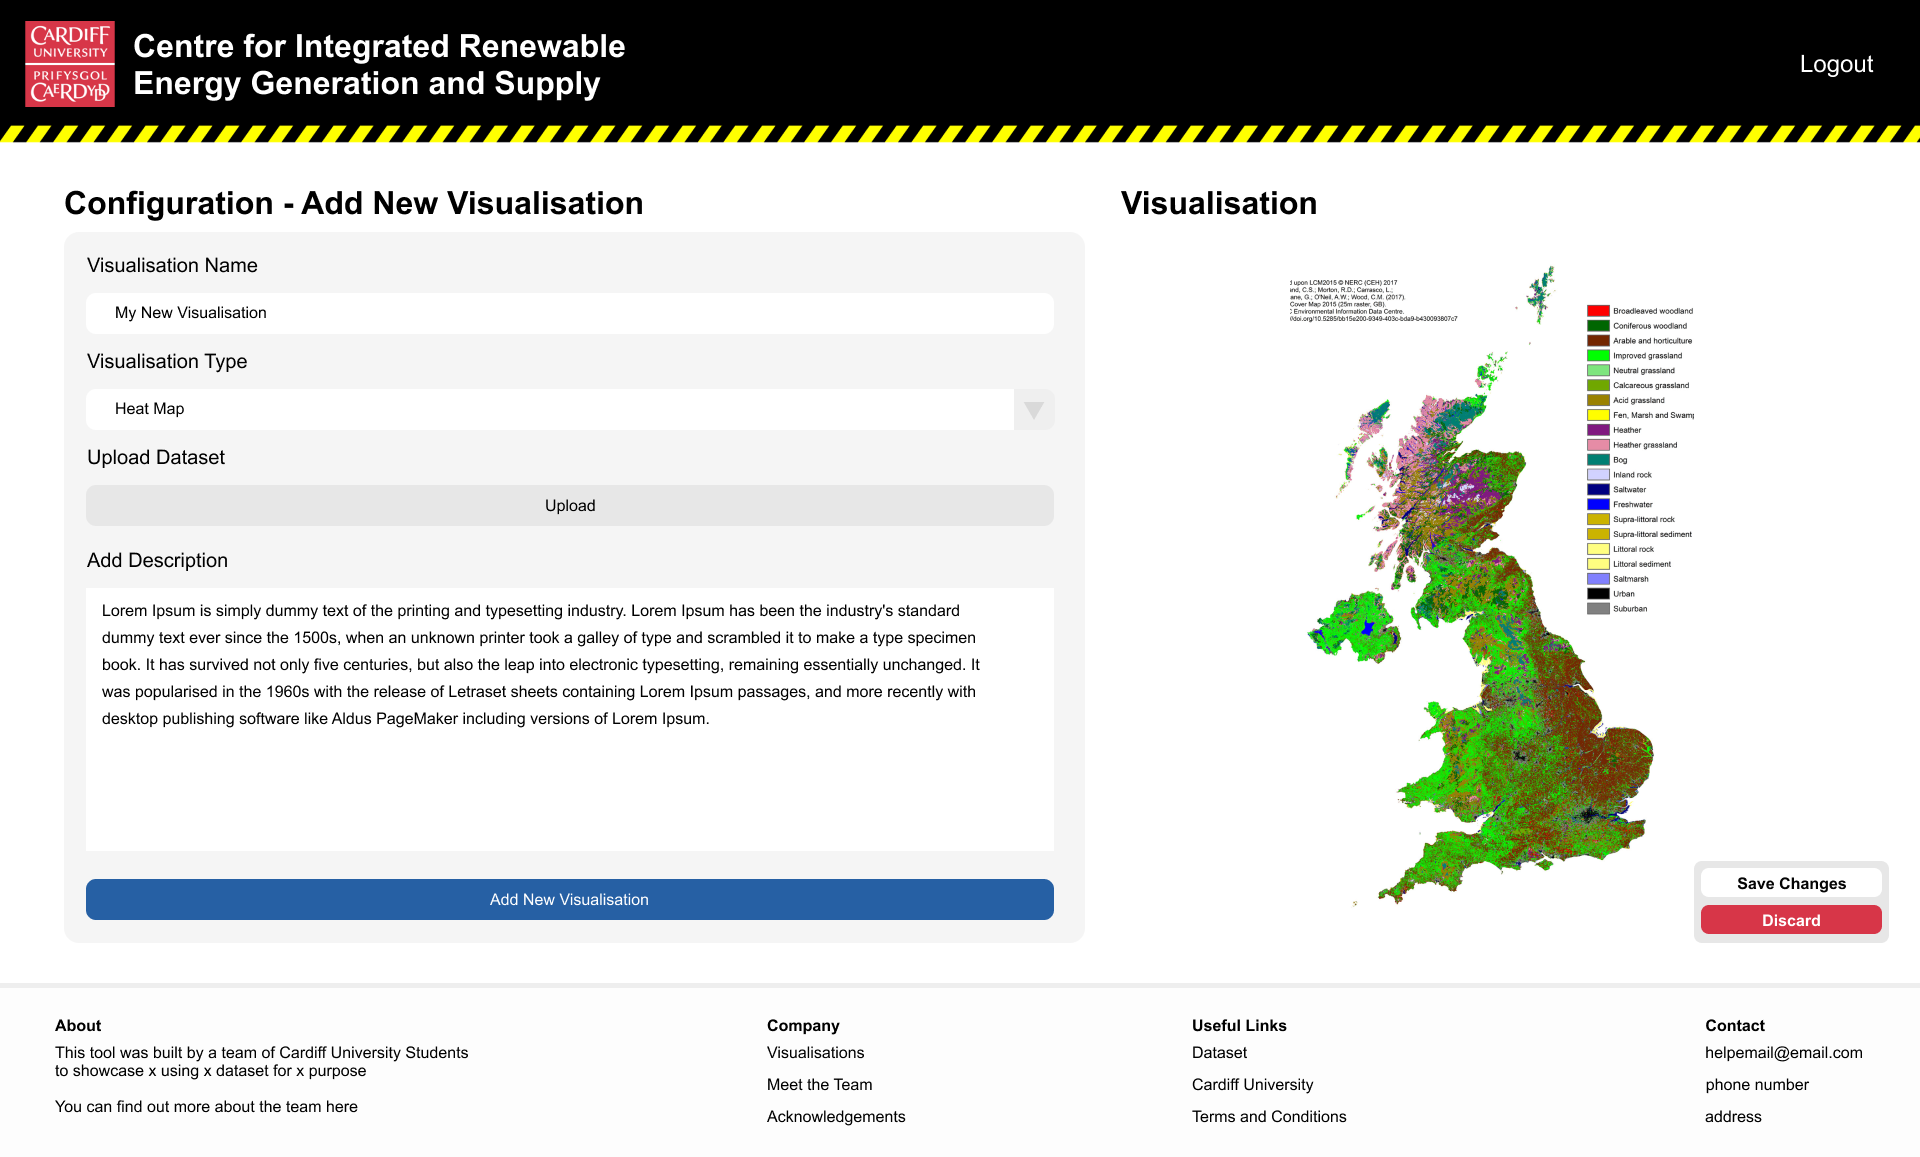 CARDIFF
UNIVERSITY
PRIFYSGOL
CAERDYDD
Centre for Integrated Renewable
Energy Generation and Supply
Logout
Configuration - Add New Visualisation
Visualisation Name
My New Visualisation
Visualisation Type
Heat Map
Upload Dataset
Upload
Add Description
Lorem Ipsum is simply dummy text of the printing and typesetting industry. Lorem Ipsum has been the industry's standard
dummy text ever since the 1500s, when an unknown printer took a galley of type and scrambled it to make a type specimen
book. It has survived not only five centuries, but also the leap into electronic typesetting, remaining essentially unchanged. It
was popularised in the 1960s with the release of Letraset sheets containing Lorem Ipsum passages, and more recently with
desktop publishing software like Aldus PageMaker including versions of Lorem Ipsum.
Add New Visualisation
Visualisation
upon LCM2015 © NERC (CEH) 2017
C.S.; Morton, R.D.; Carrasco, L.;
G.; O'Neil, A.W.; Wood, C.M. (2017).
Cover Map 2015 (25m raster, GB).
Environmental Information Data Centre.
/doi.org/10.5285/bb15e200-9349-403c-bda9-b430093807c7
Broadleaved woodland
Coniferous woodland
Arable and horticulture
Improved grassland
Neutral grassland
Calcareous grassland
Acid grassland
Fen, Marsh and Swamp
Heather
Heather grassland
Bog
Inland rock
Saltwater
Freshwater
Supra-littoral rock
Supra-littoral sediment
Littoral rock
Littoral sediment
Saltmarsh
Urban
Suburban
Save Changes
Discard
About
This tool was built by a team of Cardiff University Students
to showcase x using x dataset for x purpose
You can find out more about the team here
Company
Visualisations
Meet the Team
Acknowledgements
Useful Links
Dataset
Cardiff University
Terms and Conditions
Contact
helpemail@email.com
phone number
address